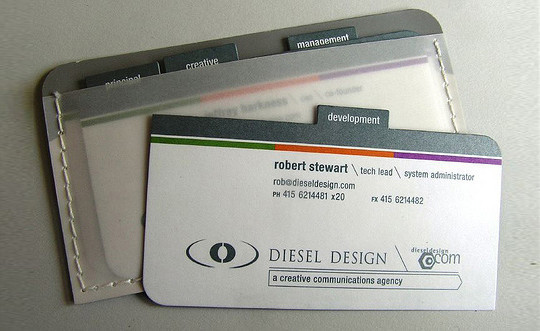 management
creative
principal
development
robert stewart \ tech lead \ system administrator
rob@dieseldesign.com
PH 415 6214481 x20 FX 415 6214482
DIESEL DESIGN \ dieseldesign .com
a creative communications agency